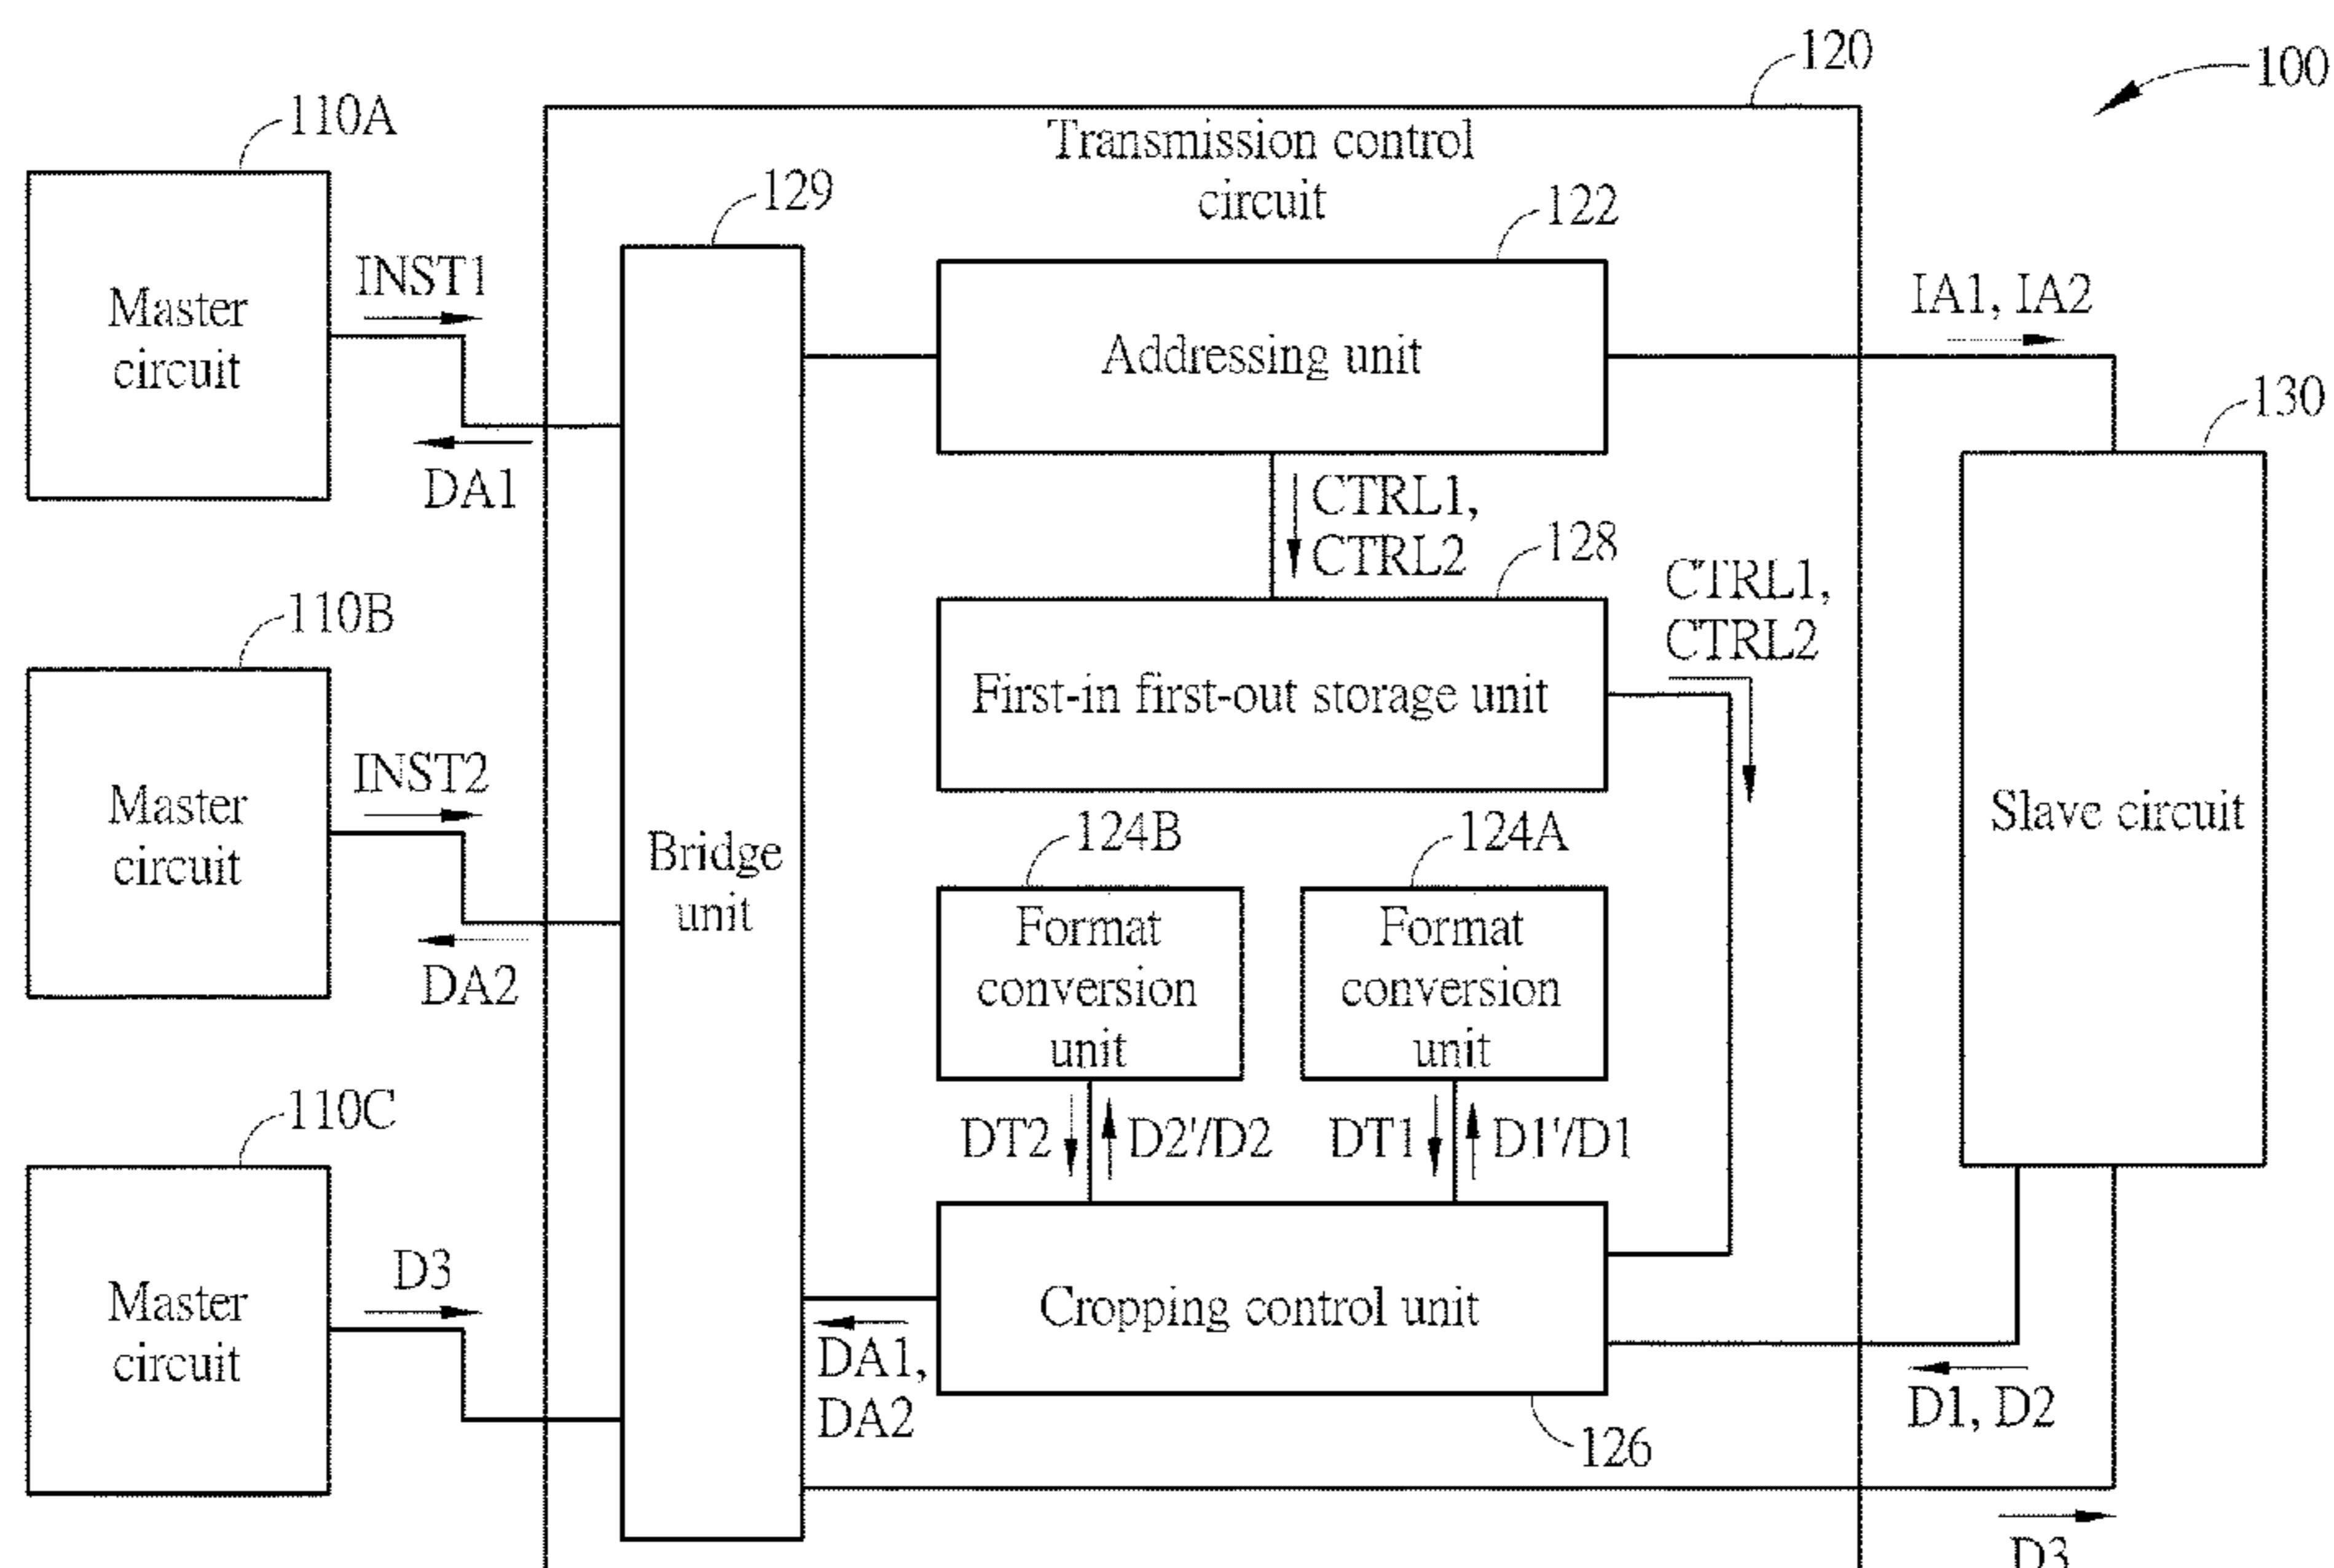 120
100
110A
Transmission control
circuit
129
122
INST1
Master
circuit
IA1, IA2
Addressing unit
130
DA1
CTRL1,
CTRL2
128
CTRL1,
CTRL2
110B
First-in first-out storage unit
INST2
Master
circuit
Slave circuit
124B
124A
Bridge
unit
Format
conversion
unit
Format
conversion
unit
DA2
110C
DT2
D2'/D2
DT1
D1'/D1
D3
Master
circuit
Cropping control unit
DA1,
DA2
D1, D2
126
D3